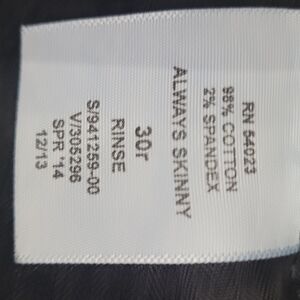 RN 54023
98% COTTON
2% SPANDEX
ALWAYS SKINNY
30r
RINSE
S/941259-00
V/305296
SPR '14
12/13